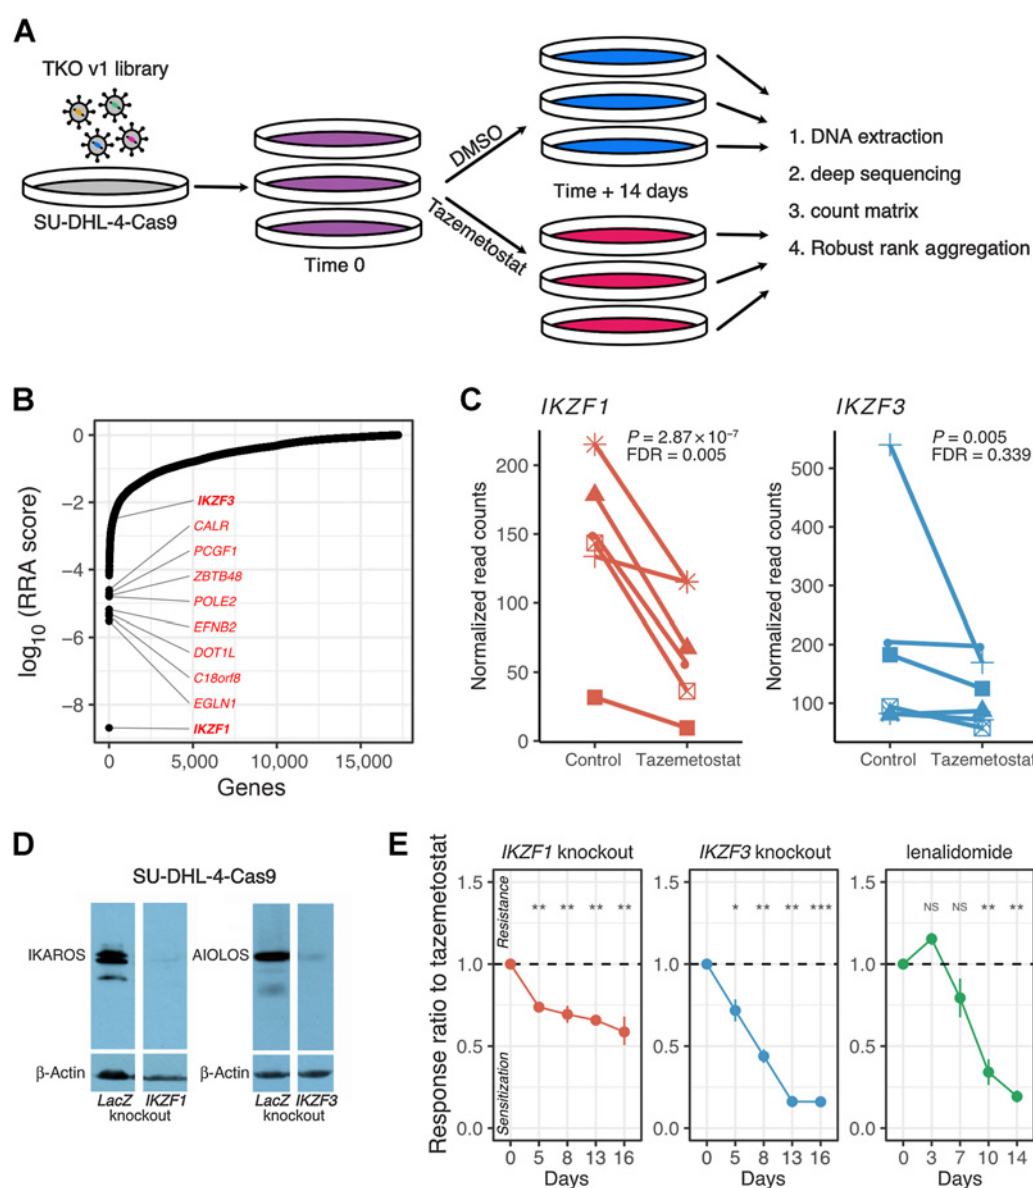 A
TKO v1 library
SU-DHL-4-Cas9
Time 0
DMSO
Tazemetostat
Time + 14 days
1. DNA extraction
2. deep sequencing
3. count matrix
4. Robust rank aggregation
B
log10 (RRA score)
0
−2
−4
−6
−8
IKZF3
CALR
PCGF1
ZBTB48
POLE2
EFNB2
DOT1L
C18orf8
EGLN1
IKZF1
0 5,000 10,000 15,000
Genes
C
IKZF1
P = 2.87 × 10⁻⁷
FDR = 0.005
Normalized read counts
200
150
100
50
0
Control Tazemetostat
IKZF3
P = 0.005
FDR = 0.339
Normalized read counts
500
400
300
200
100
Control Tazemetostat
D
SU-DHL-4-Cas9
IKAROS
β-Actin
LacZ IKZF1
knockout
AIOLOS
β-Actin
LacZ IKZF3
knockout
E
Response ratio to tazemetostat
IKZF1 knockout
1.5
1.0
0.5
0.0
Resistance
Sensitization
** ** ** **
0 5 8 13 16
Days
IKZF3 knockout
1.5
1.0
0.5
0.0
* ** ** ***
0 5 8 13 16
Days
lenalidomide
1.5
1.0
0.5
0.0
NS NS ** **
0 3 7 10 14
Days